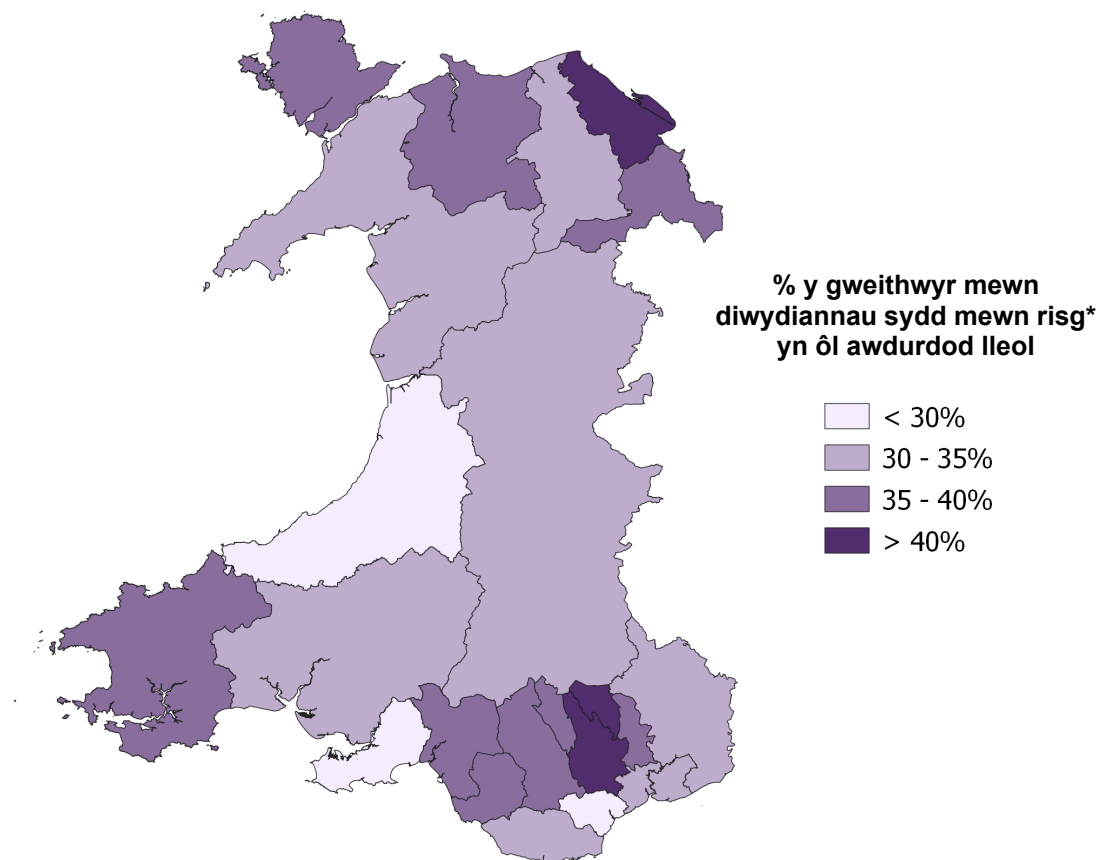 % y gweithwyr mewn
diwydiannau sydd mewn risg*
yn ôl awdurdod lleol
< 30%
30 - 35%
35 - 40%
> 40%